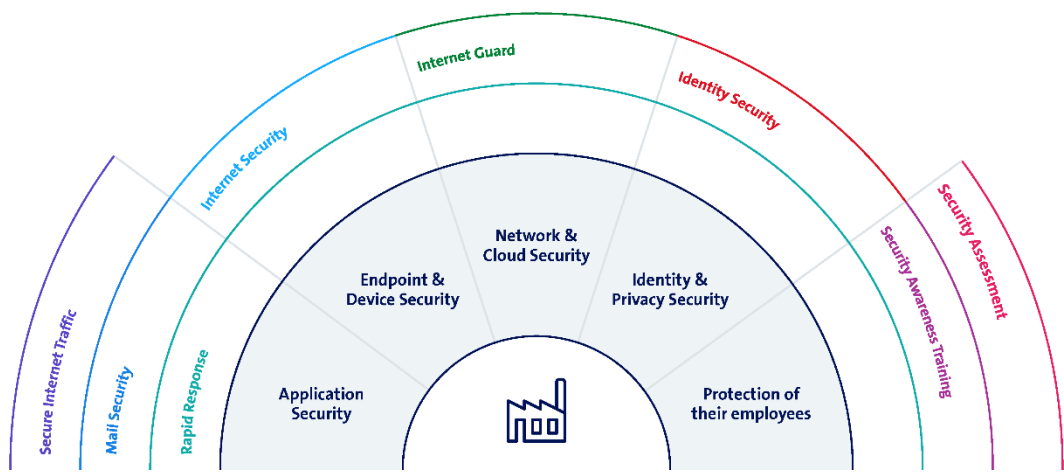 Internet Guard
Identity Security
Internet Security
Security Assessment
Security Awareness Training
Secure Internet Traffic
Mail Security
Rapid Response
Network &
Cloud Security
Endpoint &
Device Security
Identity &
Privacy Security
Application
Security
Protection of
their employees